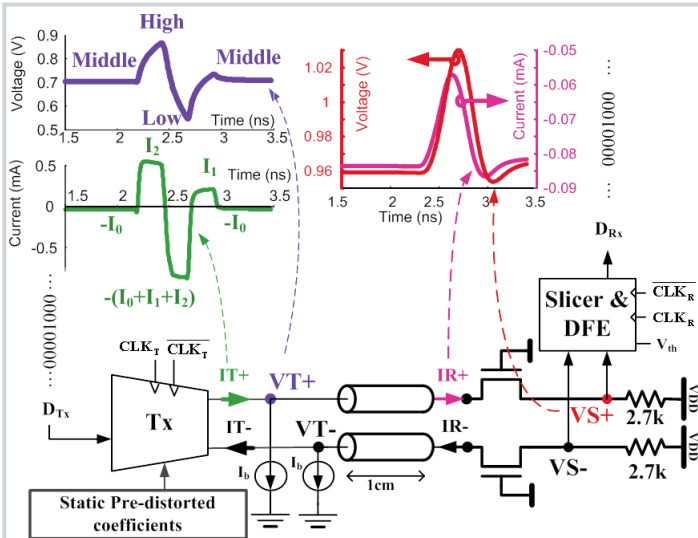 High
Middle
Middle
Low
Voltage (V)
0.9
0.8
0.7
0.6
0.5
1.5
2
2.5
3
Time (ns)
3.5
I2
I1
Time (ns)
Current (mA)
0.5
0
-0.5
1.5
2
2.5
3
3.5
-I0
-I0
-(I0+I1+I2)
Voltage (V)
1.02
1
0.98
0.96
1.5
2
2.5
3
3.5
Time (ns)
Current (mA)
-0.05
-0.06
-0.07
-0.08
-0.09
...00001000...
...00001000...
DRx
Slicer &
DFE
CLKR
CLKR
Vth
CLKT
CLKT
IT+
VT+
IR+
DTx
Tx
IT-
VT-
IR-
VS+
2.7k
VDD
Ib
Ib
1cm
VS-
2.7k
VDD
Static Pre-distorted
coefficients